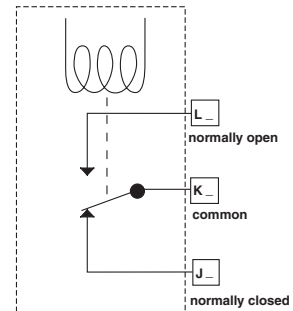 L _
normally open
K _
common
J _
normally closed